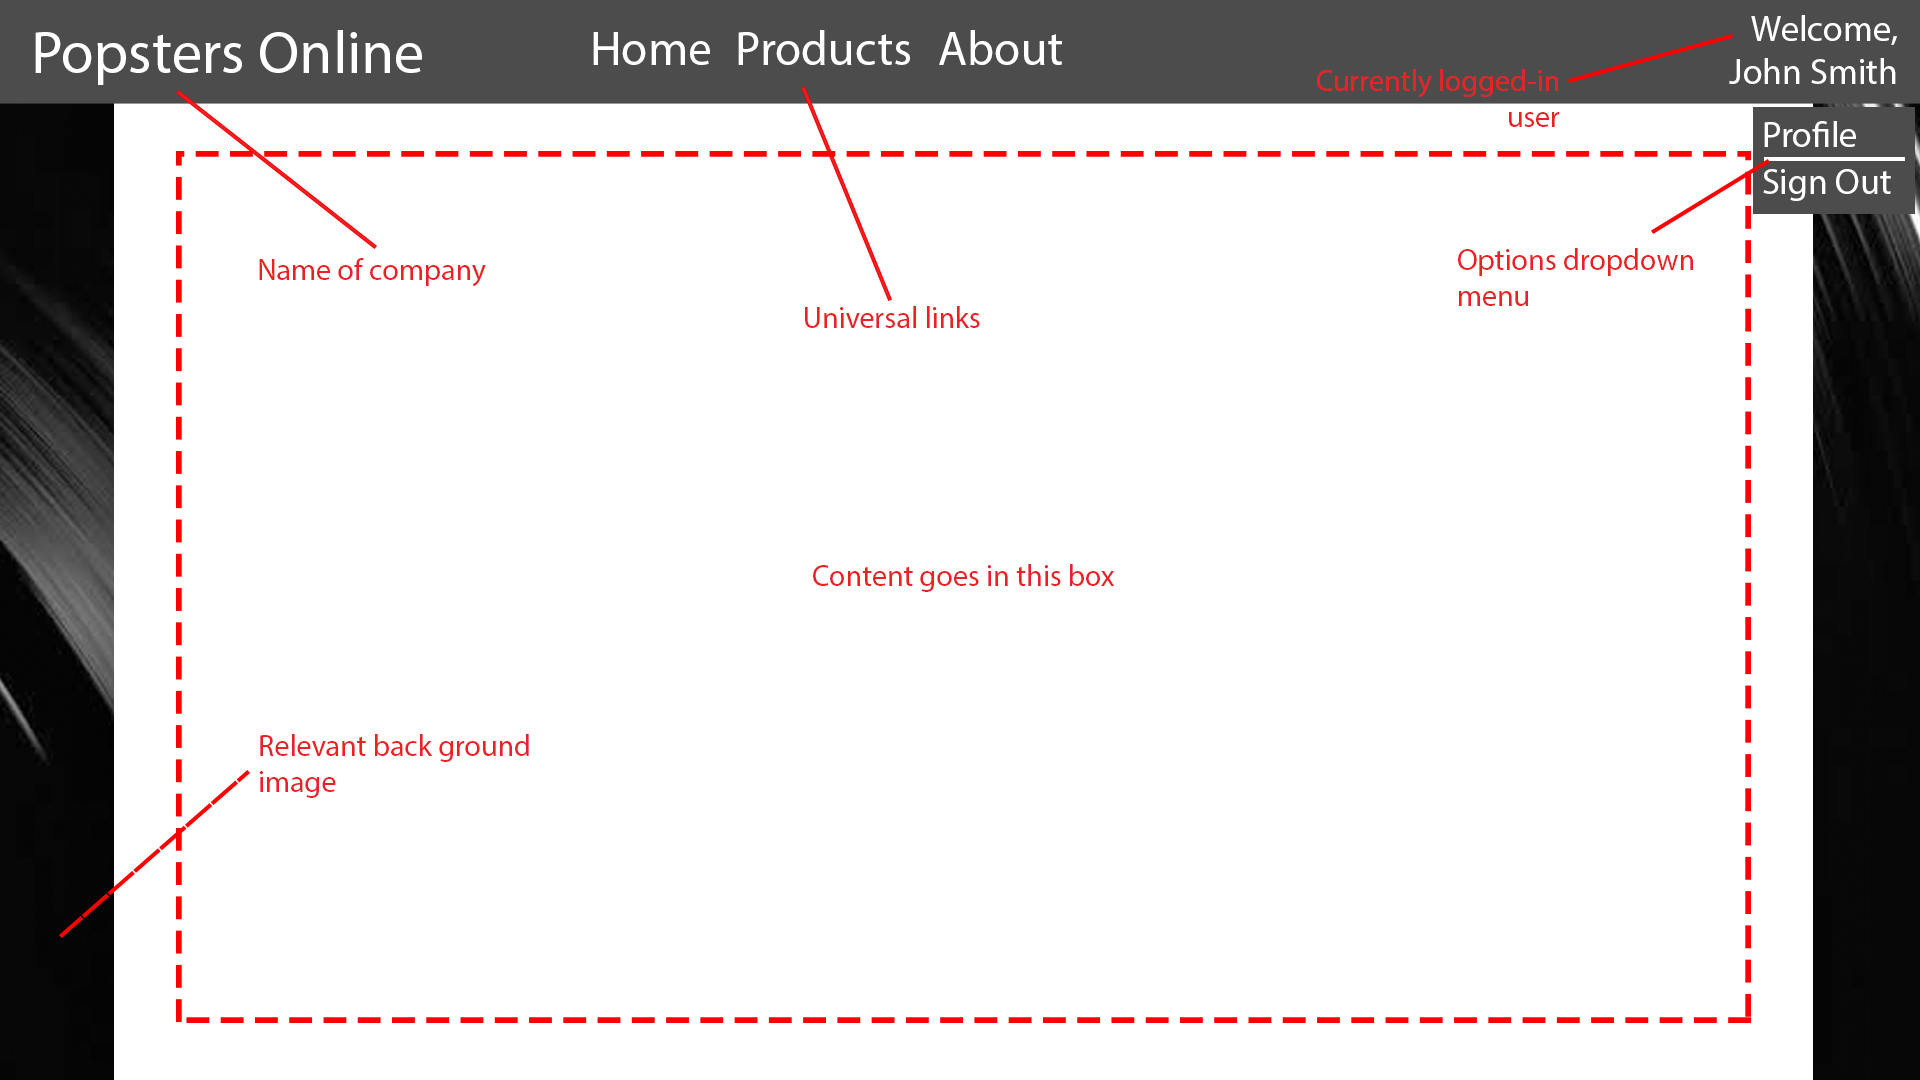 Popsters Online
Home Products About
Welcome,
John Smith
Currently logged-in
user
Profile
Sign Out
Name of company
Options dropdown
menu
Universal links
Content goes in this box
Relevant back ground
image